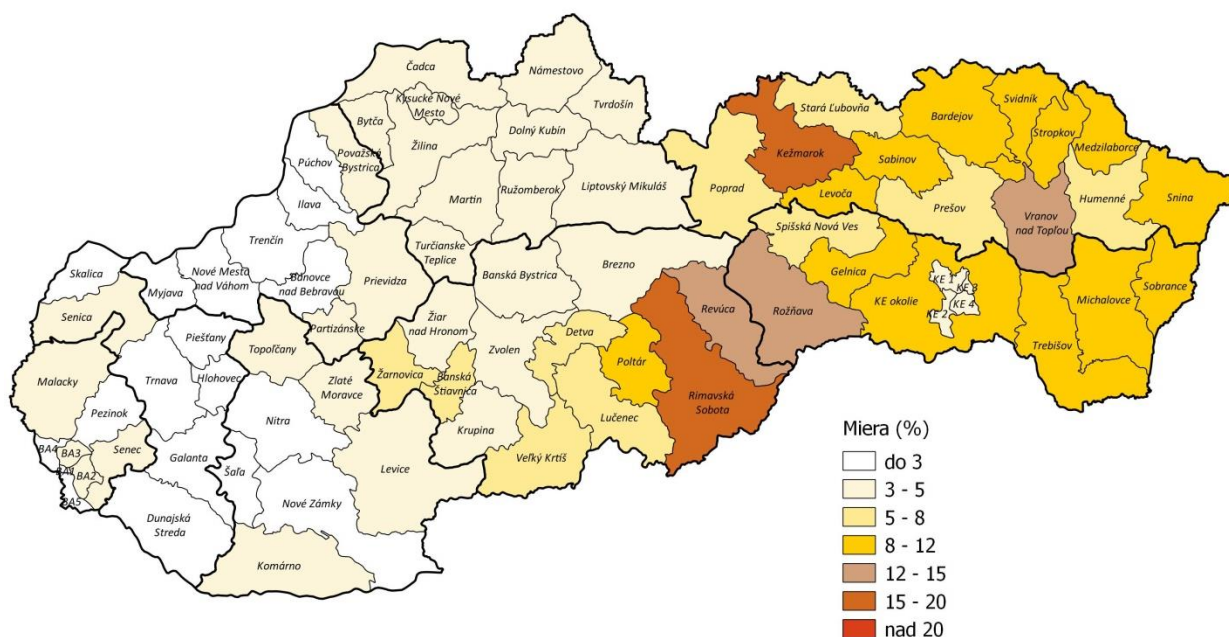 Čadca
Námestovo
Kysucké Nové
Mesto
Tvrdošín
Bytča
Dolný Kubín
Žilina
Púchov
Považská
Bystrica
Ilava
Martin
Ružomberok
Liptovský Mikuláš
Trenčín
Turčianske
Teplice
Stará Ľubovňa
Kežmarok
Poprad
Levoča
Sabinov
Bardejov
Svidník
Stropkov
Medzilaborce
Prešov
Vranov
nad Topľou
Humenné
Snina
Skalica
Myjava
Nové Mesto
nad Váhom
Bánovce
nad Bebravou
Prievidza
Banská Bystrica
Brezno
Spišská Nová Ves
Gelnica
KE okolie
KE 1
KE 3
KE 4
KE 2
Michalovce
Sobrance
Trebišov
Senica
Piešťany
Partizánske
Topoľčany
Žiar
nad Hronom
Zvolen
Detva
Revúca
Rožňava
Malacky
Trnava
Hlohovec
Zlaté
Moravce
Žarnovica
Banská
Štiavnica
Poltár
Rimavská
Sobota
Pezinok
Nitra
Krupina
Lučenec
BA4
BA3
Senec
BA1
BA2
BA5
Galanta
Šaľa
Levice
Veľký Krtíš
Dunajská
Streda
Nové Zámky
Komárno
Miera (%)
do 3
3 - 5
5 - 8
8 - 12
12 - 15
15 - 20
nad 20